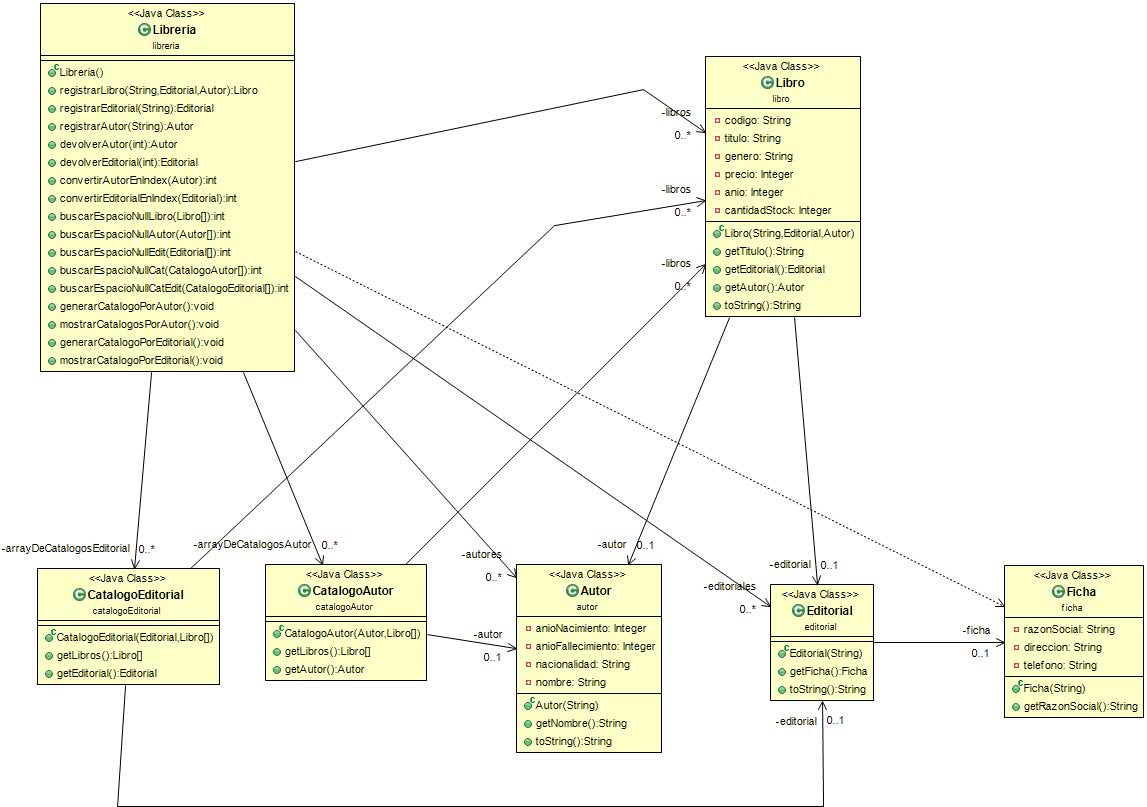 <<Java Class>>
Libreria
libreria
Libreria()
registrarLibro(String,Editorial,Autor):Libro
registrarEditorial(String):Editorial
registrarAutor(String):Autor
devolverAutor(int):Autor
devolverEditorial(int):Editorial
convertirAutorEnIndex(Autor):int
convertirEditorialEnIndex(Editorial):int
buscarEspacioNullLibro(Libro[]):int
buscarEspacioNullAutor(Autor[]):int
buscarEspacioNullEdit(Editorial[]):int
buscarEspacioNullCat(CatalogoAutor[]):int
buscarEspacioNullCatEdit(CatalogoEditorial[]):int
generarCatalogoPorAutor():void
mostrarCatalogosPorAutor():void
generarCatalogoPorEditorial():void
mostrarCatalogoPorEditorial():void
<<Java Class>>
Libro
libro
codigo: String
titulo: String
genero: String
precio: Integer
anio: Integer
cantidadStock: Integer
Libro(String,Editorial,Autor)
getTitulo():String
getEditorial():Editorial
getAutor():Autor
toString():String
-libros
0..*
-libros
0..*
-libros
0..*
-arrayDeCatalogosEditorial 0..*
-arrayDeCatalogosAutor 0..*
-autores
0..*
-autor 0..1
-editoriales
0..*
-editorial 0..1
<<Java Class>>
CatalogoEditorial
catalogoEditorial
CatalogoEditorial(Editorial,Libro[])
getLibros():Libro[]
getEditorial():Editorial
<<Java Class>>
CatalogoAutor
catalogoAutor
CatalogoAutor(Autor,Libro[])
getLibros():Libro[]
getAutor():Autor
-autor
0..1
<<Java Class>>
Autor
autor
anioNacimiento: Integer
anioFallecimiento: Integer
nacionalidad: String
nombre: String
Autor(String)
getNombre():String
toString():String
<<Java Class>>
Editorial
editorial
Editorial(String)
getFicha():Ficha
toString():String
-editorial 0..1
-ficha
0..1
<<Java Class>>
Ficha
ficha
razonSocial: String
direccion: String
telefono: String
Ficha(String)
getRazonSocial():String